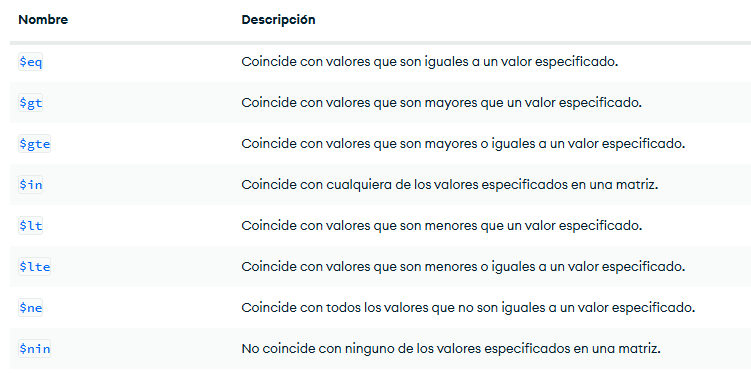 Nombre Descripción
$eq Coincide con valores que son iguales a un valor especificado.
$gt Coincide con valores que son mayores que un valor especificado.
$gte Coincide con valores que son mayores o iguales a un valor especificado.
$in Coincide con cualquiera de los valores especificados en una matriz.
$lt Coincide con valores que son menores que un valor especificado.
$lte Coincide con valores que son menores o iguales a un valor especificado.
$ne Coincide con todos los valores que no son iguales a un valor especificado.
$nin No coincide con ninguno de los valores especificados en una matriz.